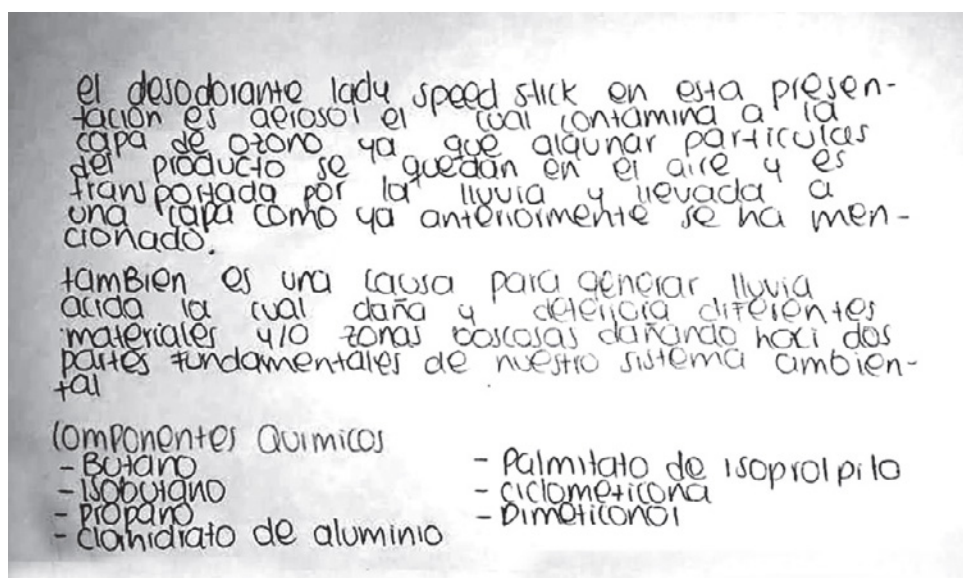 el desodorante lady speed stick en esta presen-
tación es aerosol el cual contamina a la
capa de ozono ya que algunar particulas
del producto se quedan en el aire y es
transportada por la lluvia y llevada a
una capa como ya anteriormente se ha men-
cionado.
tambien es una causa para generar lluvia
acida la cual daña y deteriora diferentes
materiales y/o zonas boscosas dañando haci dos
partes fundamentales de nuestro sistema ambien-
tal
Componentes Quimicos
- Butano
- Isobutano
- Propano
- Clorhidrato de aluminio
- Palmitato de isoprolpilo
- ciclometicona
- Dimeticonol